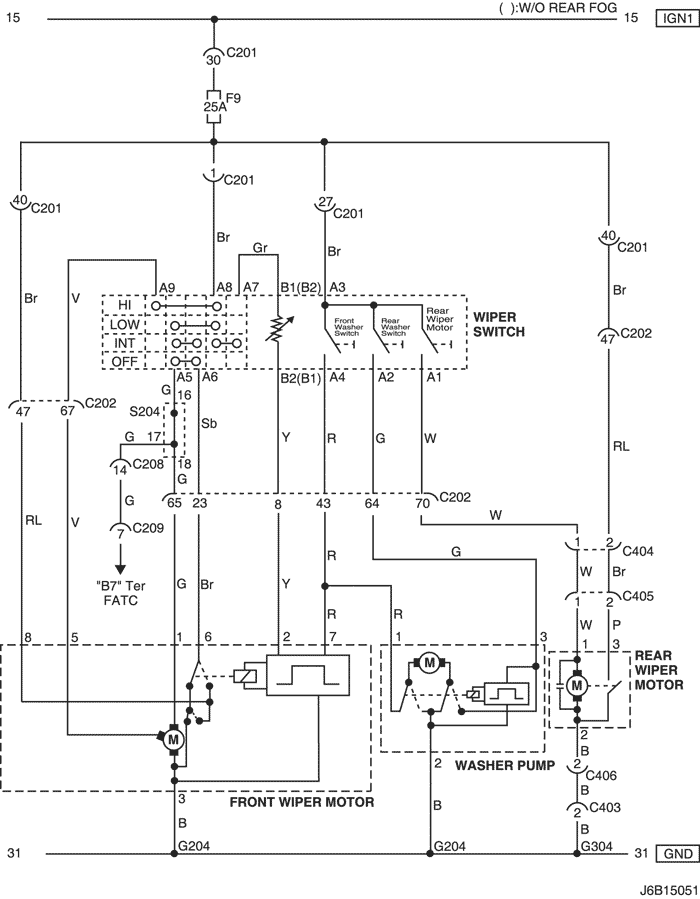 ( ):W/O REAR FOG
15 15 IGN1
30 C201
F9
25A
1 C201
40 C201
27 C201
40 C201
Br Gr Br
Br V Br
A9 A8 A7 B1(B2) A3
HI
LOW
INT
OFF
Front Washer Switch
Rear Washer Switch
Rear Wiper Motor
WIPER SWITCH
47 C202
A5 A6 B2(B1) A4 A2 A1
47 67 C202
G 16
S204
Sb
G 17
14 C208
18
G
Y R G W
RL
65 23 8 43 64 70 C202
G
7 C209
W
RL V
"B7" Ter
FATC
1 2 C404
R G
G Br Y
W Br
1 2 C405
R R
W P
8 5 1 6 2 7
1 3
1 3
M
M
M
REAR WIPER MOTOR
2
WASHER PUMP
2
B
2 C406
B
FRONT WIPER MOTOR
3
B
B
2 C403
B
31 G204 G204 G304 31 GND
J6B15051